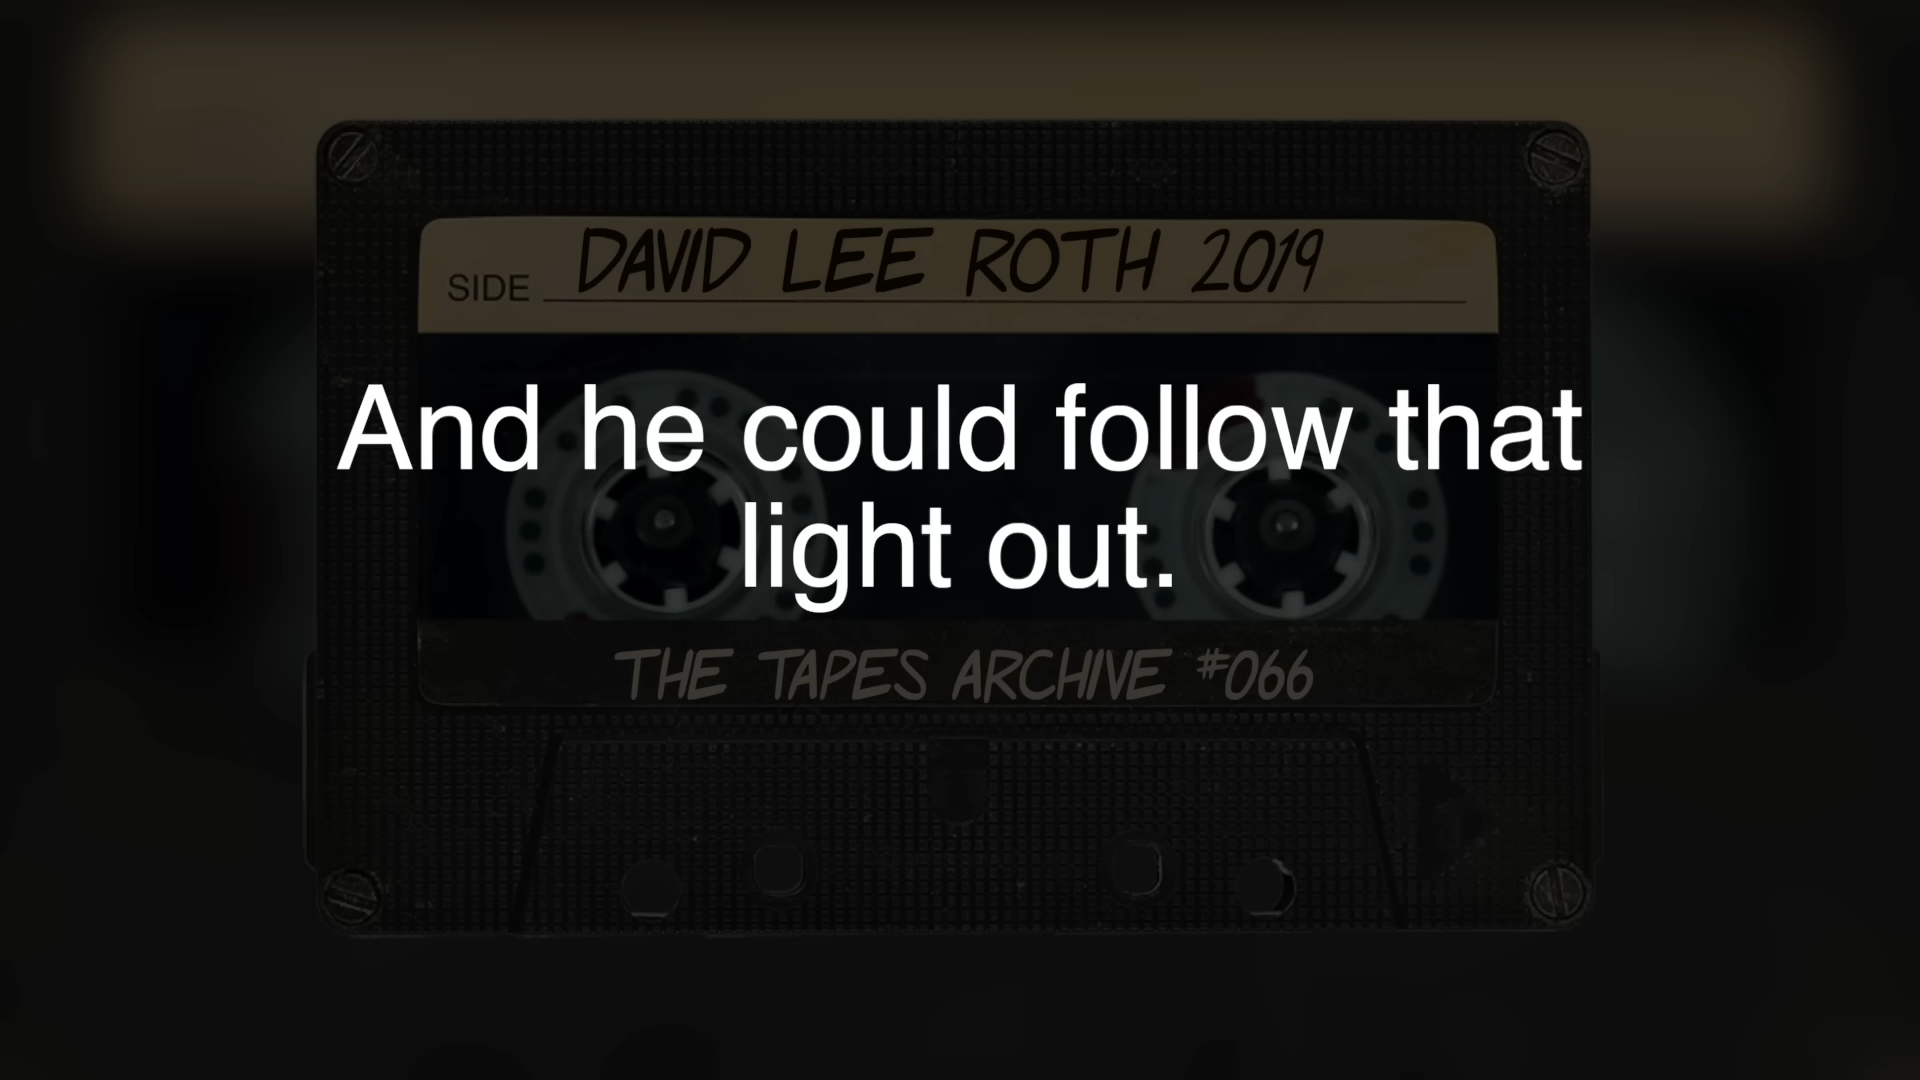 SIDE DAVID LEE ROTH 2019
And he could follow that
light out.
THE TAPES ARCHIVE #066